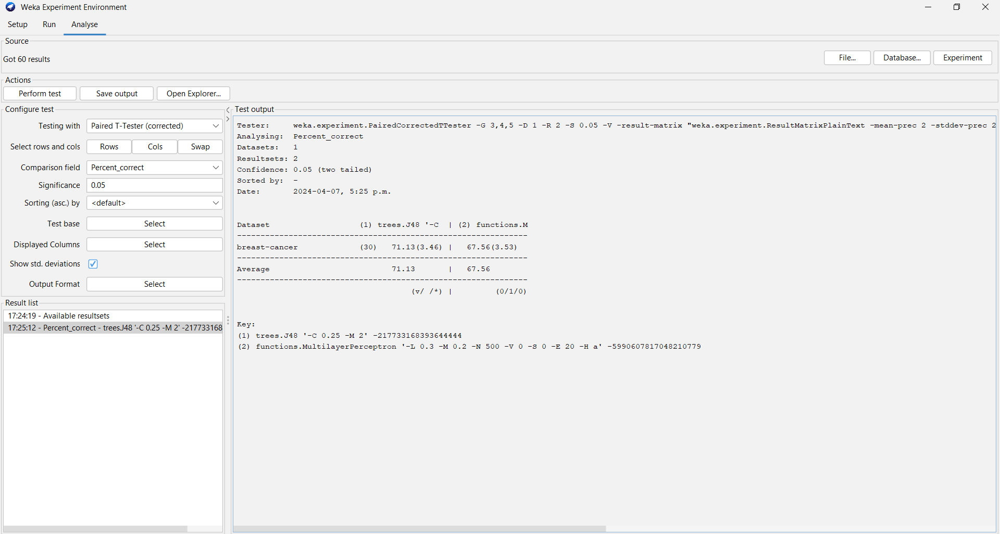 Weka Experiment Environment
Setup Run Analyse
Source
Got 60 results
File... Database... Experiment
Actions
Perform test Save output Open Explorer...
Configure test
Testing with Paired T-Tester (corrected)
Select rows and cols Rows Cols Swap
Comparison field Percent_correct
Significance 0.05
Sorting (asc.) by <default>
Test base Select
Displayed Columns Select
Show std. deviations
Output Format Select
Result list
17:24:19 - Available resultsets
17:25:12 - Percent_correct - trees.J48 '-C 0.25 -M 2' -217733168
Test output
Tester: weka.experiment.PairedCorrectedTTester -G 3,4,5 -D 1 -R 2 -S 0.05 -V -result-matrix "weka.experiment.ResultMatrixPlainText -mean-prec 2 -stddev-prec 2
Analysing: Percent_correct
Datasets: 1
Resultsets: 2
Confidence: 0.05 (two tailed)
Sorted by: -
Date: 2024-04-07, 5:25 p.m.
Dataset (1) trees.J48 '-C | (2) functions.M
--------------------------------------------------------------
breast-cancer (30) 71.13(3.46) | 67.56(3.53)
--------------------------------------------------------------
Average 71.13 | 67.56
--------------------------------------------------------------
(v/ /*) | (0/1/0)
Key:
(1) trees.J48 '-C 0.25 -M 2' -217733168393644444
(2) functions.MultilayerPerceptron '-L 0.3 -M 0.2 -N 500 -V 0 -S 0 -E 20 -H a' -5990607817048210779